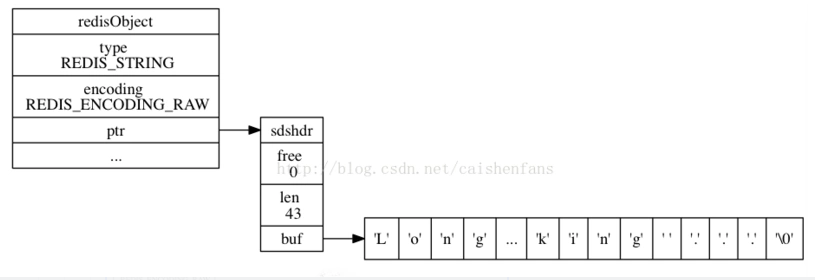 redisObject
type
REDIS_STRING
encoding
REDIS_ENCODING_RAW
ptr
...
sdshdr
free
0
len
43
buf
http://blog.csdn.net/caishenfans
'L' 'o' 'n' 'g' ... 'k' 'i' 'n' 'g' ' ' '.' '.' '.' '\0'